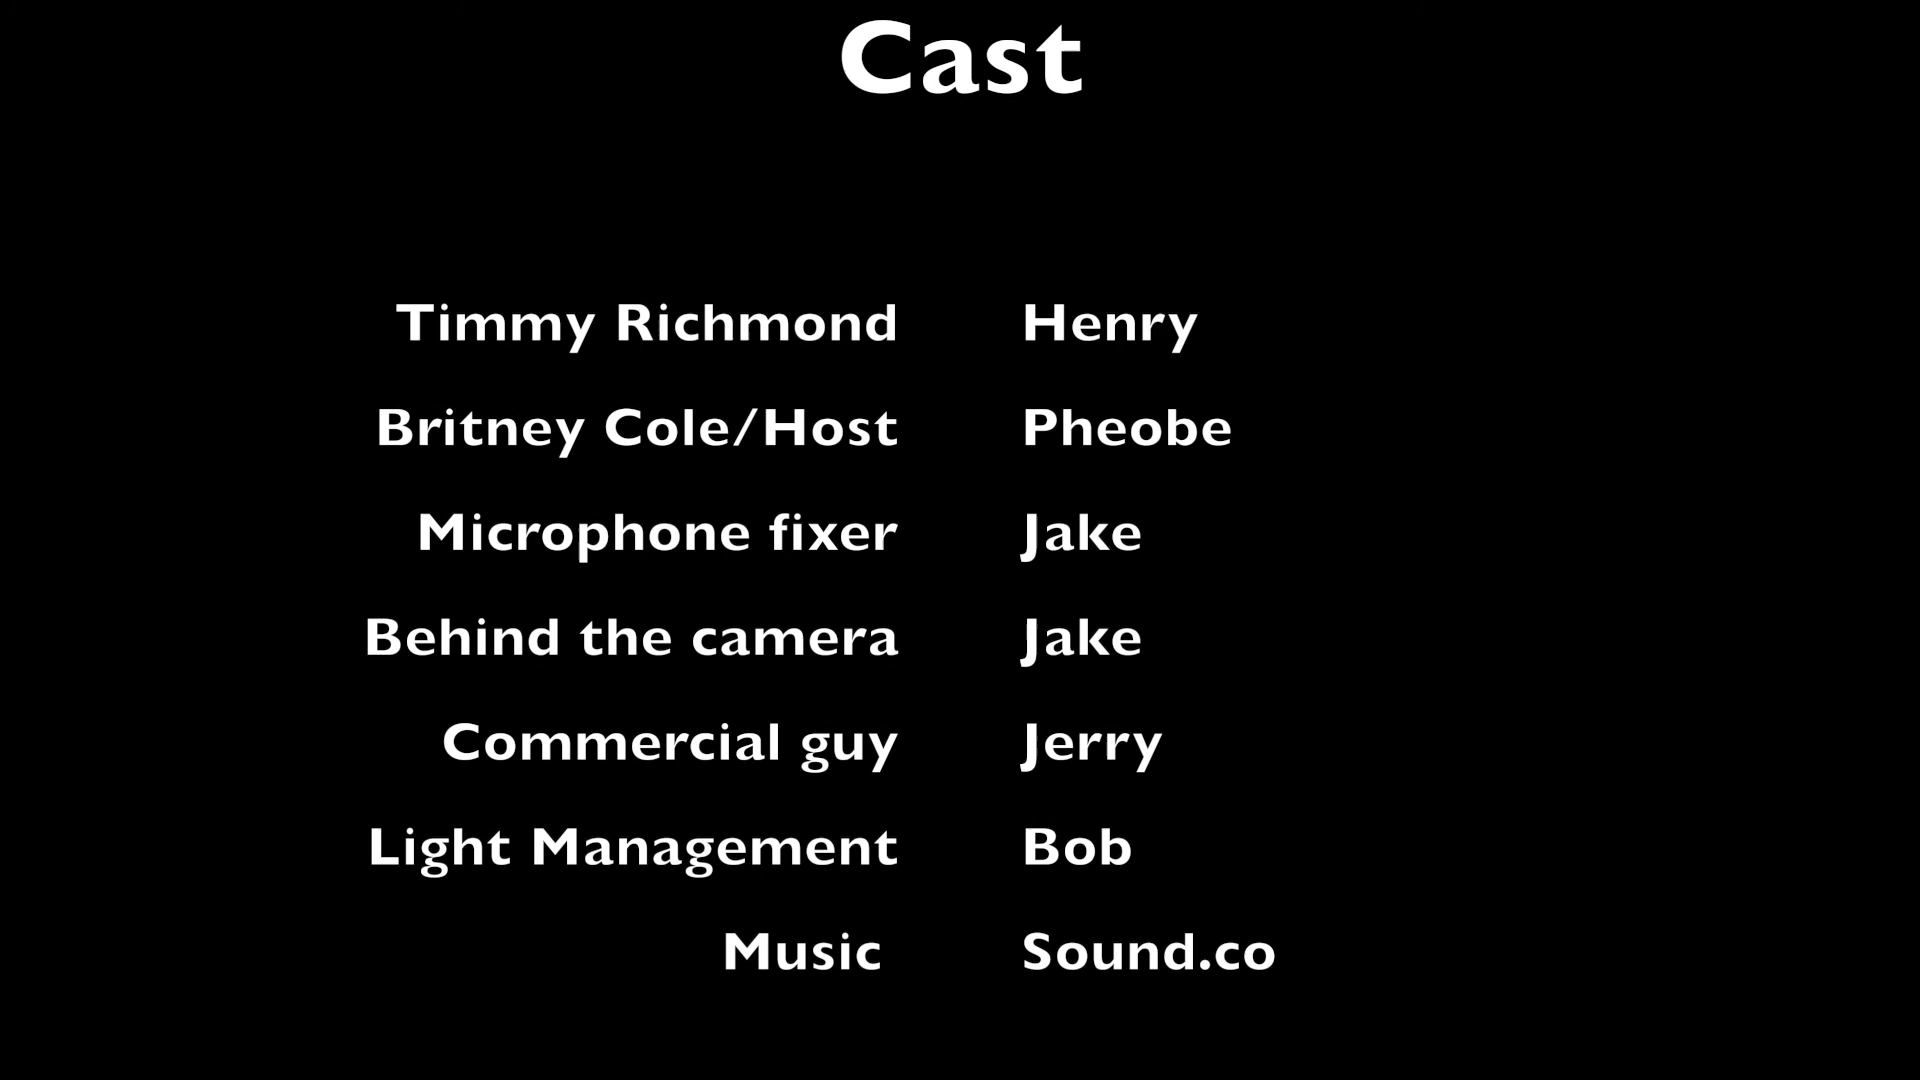 Cast
Timmy Richmond Henry
Britney Cole/Host Pheobe
Microphone fixer Jake
Behind the camera Jake
Commercial guy Jerry
Light Management Bob
Music Sound.co